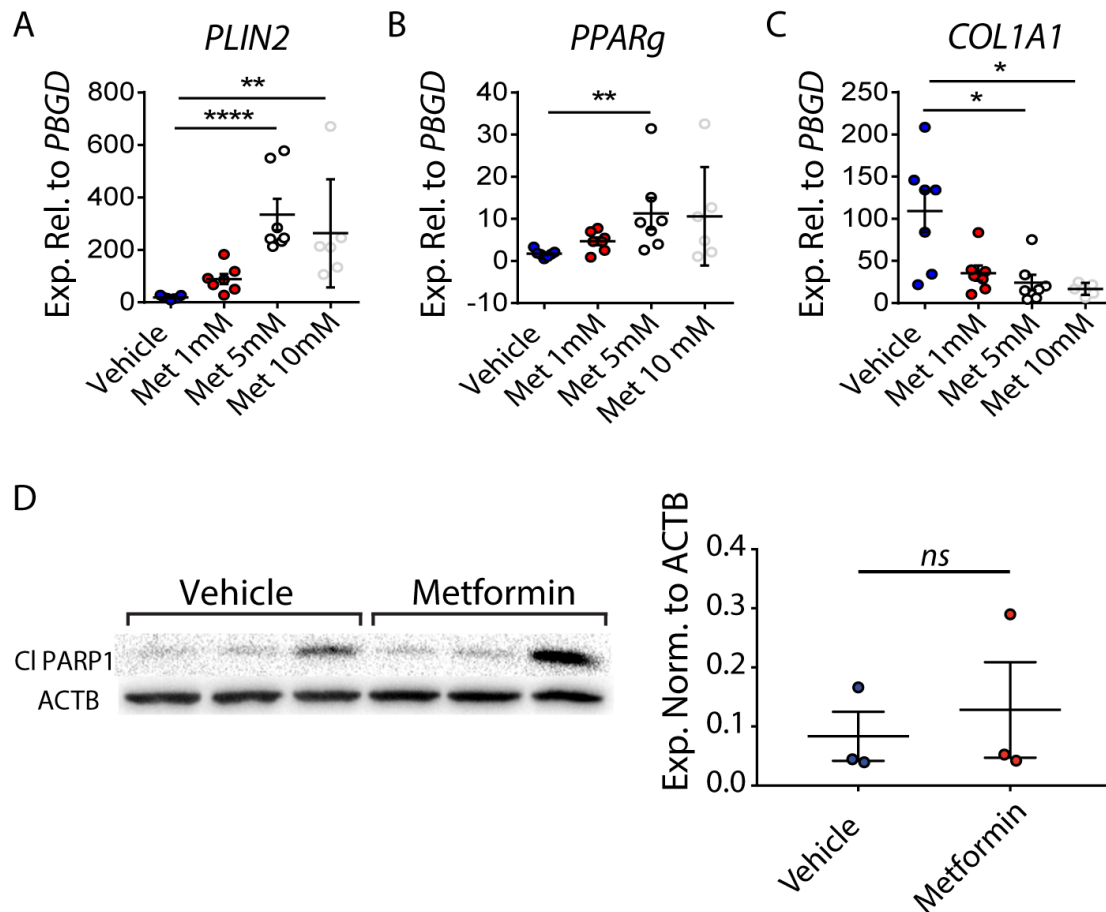 A
PLIN2
Exp. Rel. to PBGD
800
600
400
200
0
**
****
Vehicle
Met 1mM
Met 5mM
Met 10mM
B
PPARg
Exp. Rel. to PBGD
40
30
20
10
0
-10
**
Vehicle
Met 1mM
Met 5mM
Met 10 mM
C
COL1A1
Exp. Rel. to PBGD
250
200
150
100
50
0
*
*
Vehicle
Met 1mM
Met 5mM
Met 10mM
D
Vehicle
Metformin
Cl PARP1
ACTB
Exp. Norm. to ACTB
0.4
0.3
0.2
0.1
0.0
ns
Vehicle
Metformin